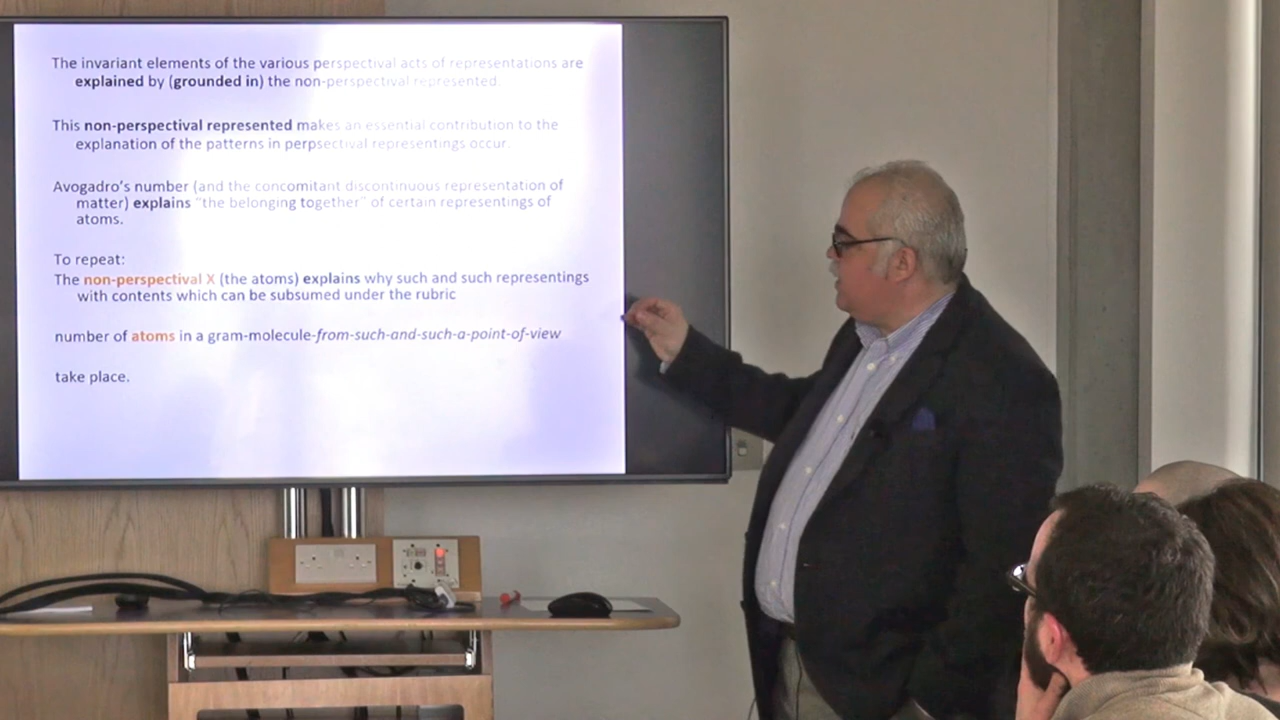 The invariant elements of the various perspectival acts of representations are
explained by (grounded in) the non-perspectival represented.
This non-perspectival represented makes an essential contribution to the
explanation of the patterns in perpsectival representings occur.
Avogadro's number (and the concomitant discontinuous representation of
matter) explains "the belonging together" of certain representings of
atoms.
To repeat:
The non-perspectival X (the atoms) explains why such and such representings
with contents which can be subsumed under the rubric
number of atoms in a gram-molecule-from-such-and-such-a-point-of-view
take place.